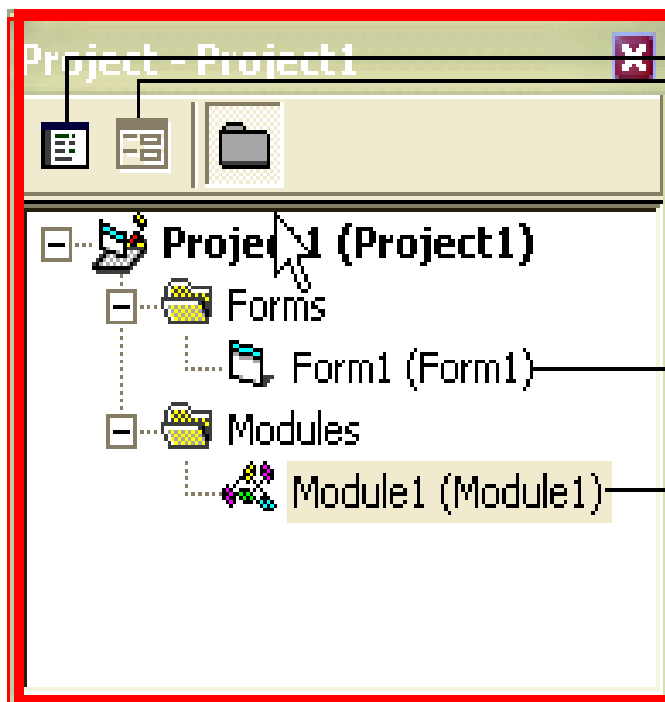 Project - Project1
Project1 (Project1)
Forms
Form1 (Form1)
Modules
Module1 (Module1)